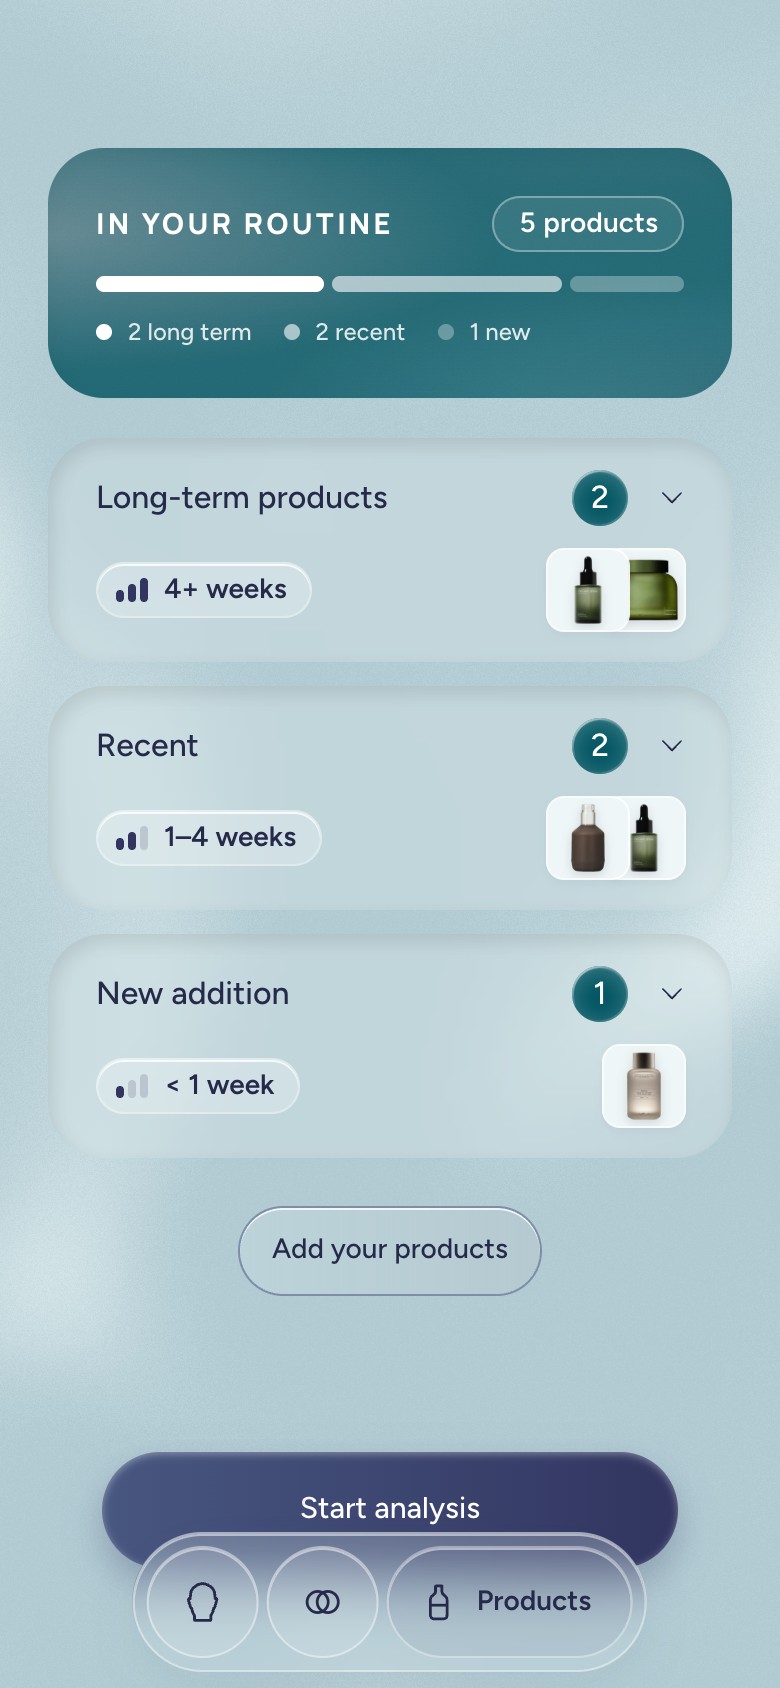 IN YOUR ROUTINE
5 products
2 long term
2 recent
1 new
Long-term products
2
4+ weeks
Recent
2
1–4 weeks
New addition
1
< 1 week
Add your products
Start analysis
Products